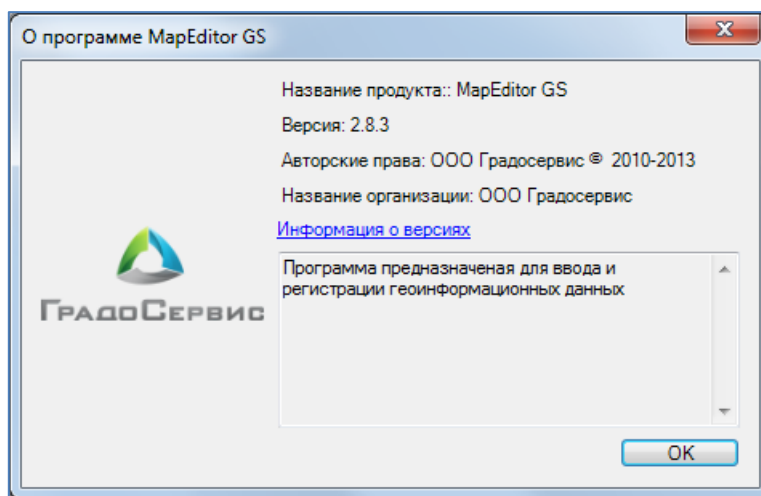 О программе MapEditor GS
Название продукта:: MapEditor GS
Версия: 2.8.3
Авторские права: ООО Градосервис © 2010-2013
Название организации: ООО Градосервис
Информация о версиях
ГрадоСервис
Программа предназначеная для ввода и
регистрации геоинформационных данных
OK